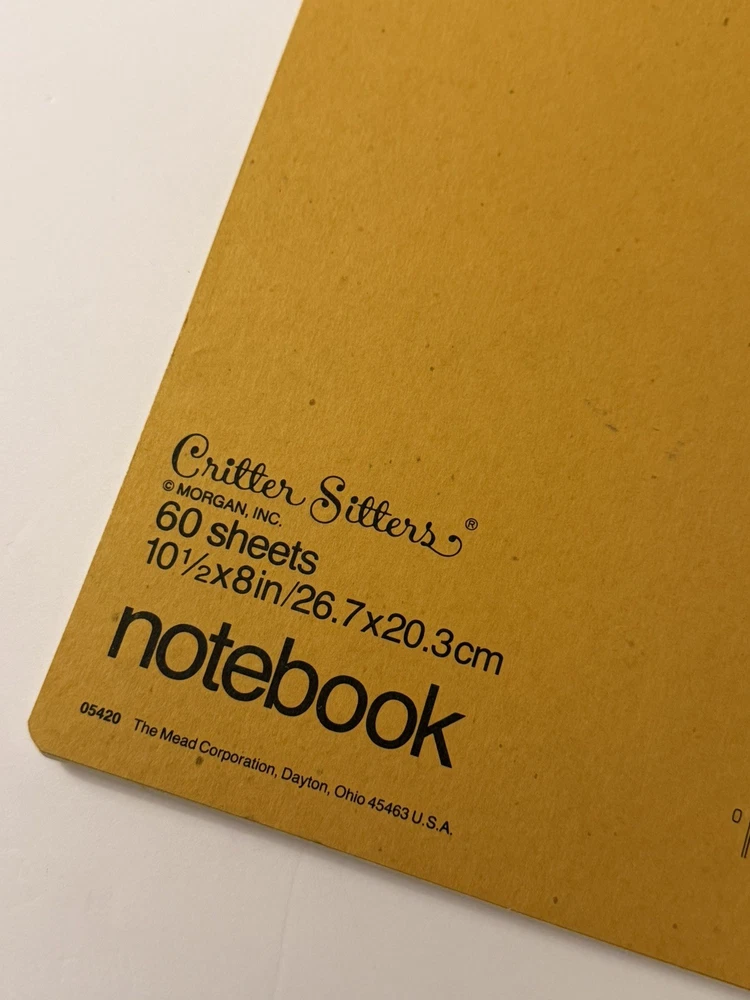 Critter Sitters®
© MORGAN, INC.
60 sheets
10½x8in/26.7x20.3cm
notebook
05420 The Mead Corporation, Dayton, Ohio 45463 U.S.A.
0